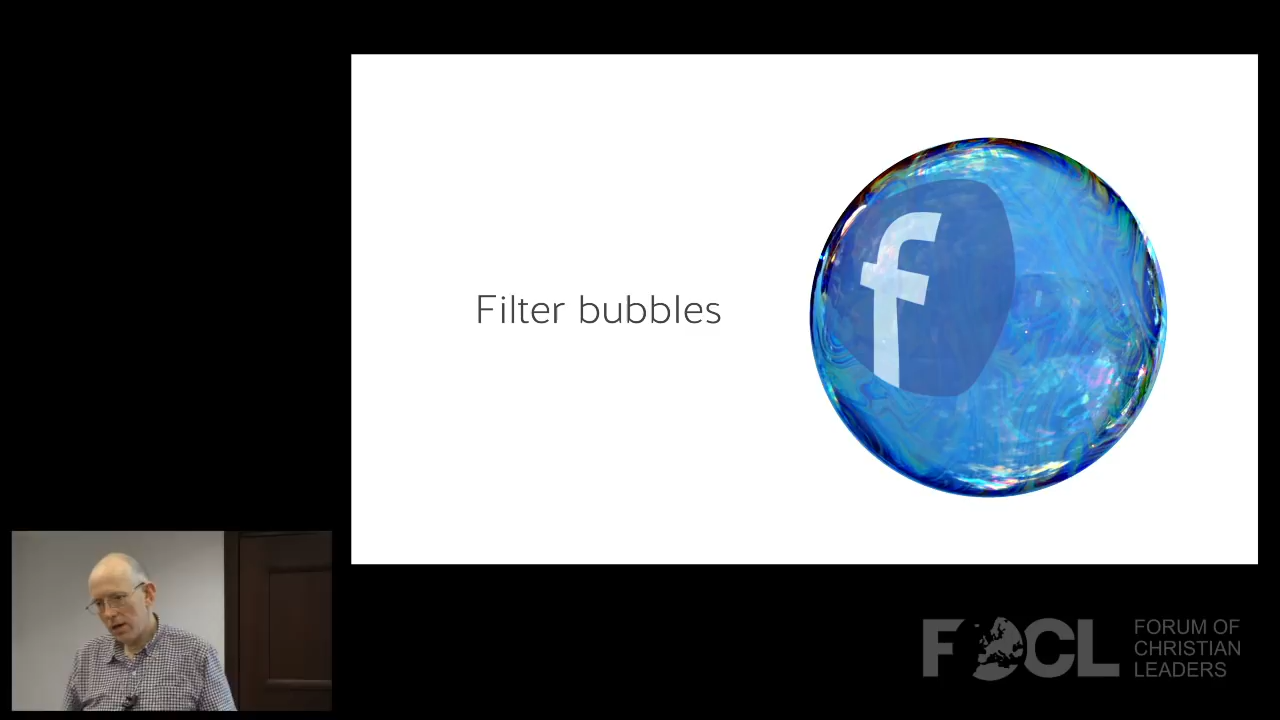 Filter bubbles
f
FOCL
FORUM OF
CHRISTIAN
LEADERS